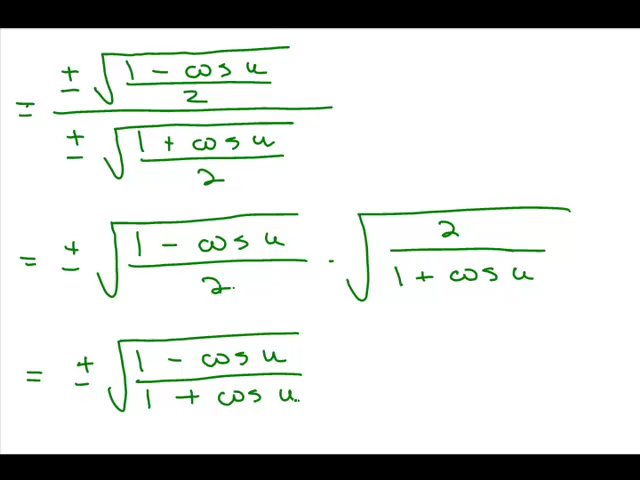 = (± √((1 - cos u)/2)) / (± √((1 + cos u)/2))
= ± √((1 - cos u)/2) · √(2/(1 + cos u))
= ± √((1 - cos u)/(1 + cos u))